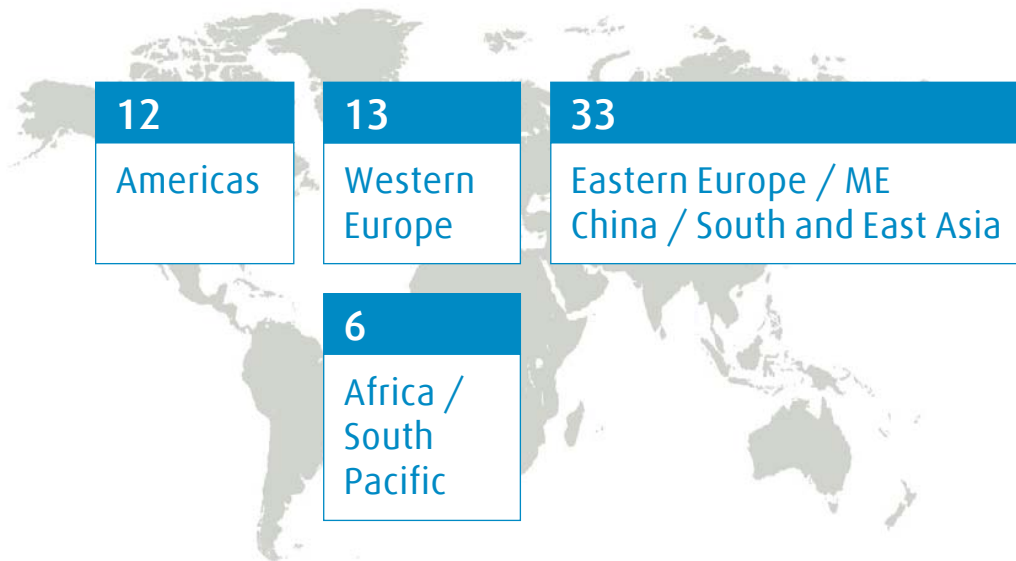 12
Americas
13
Western
Europe
33
Eastern Europe / ME
China / South and East Asia
6
Africa /
South
Pacific